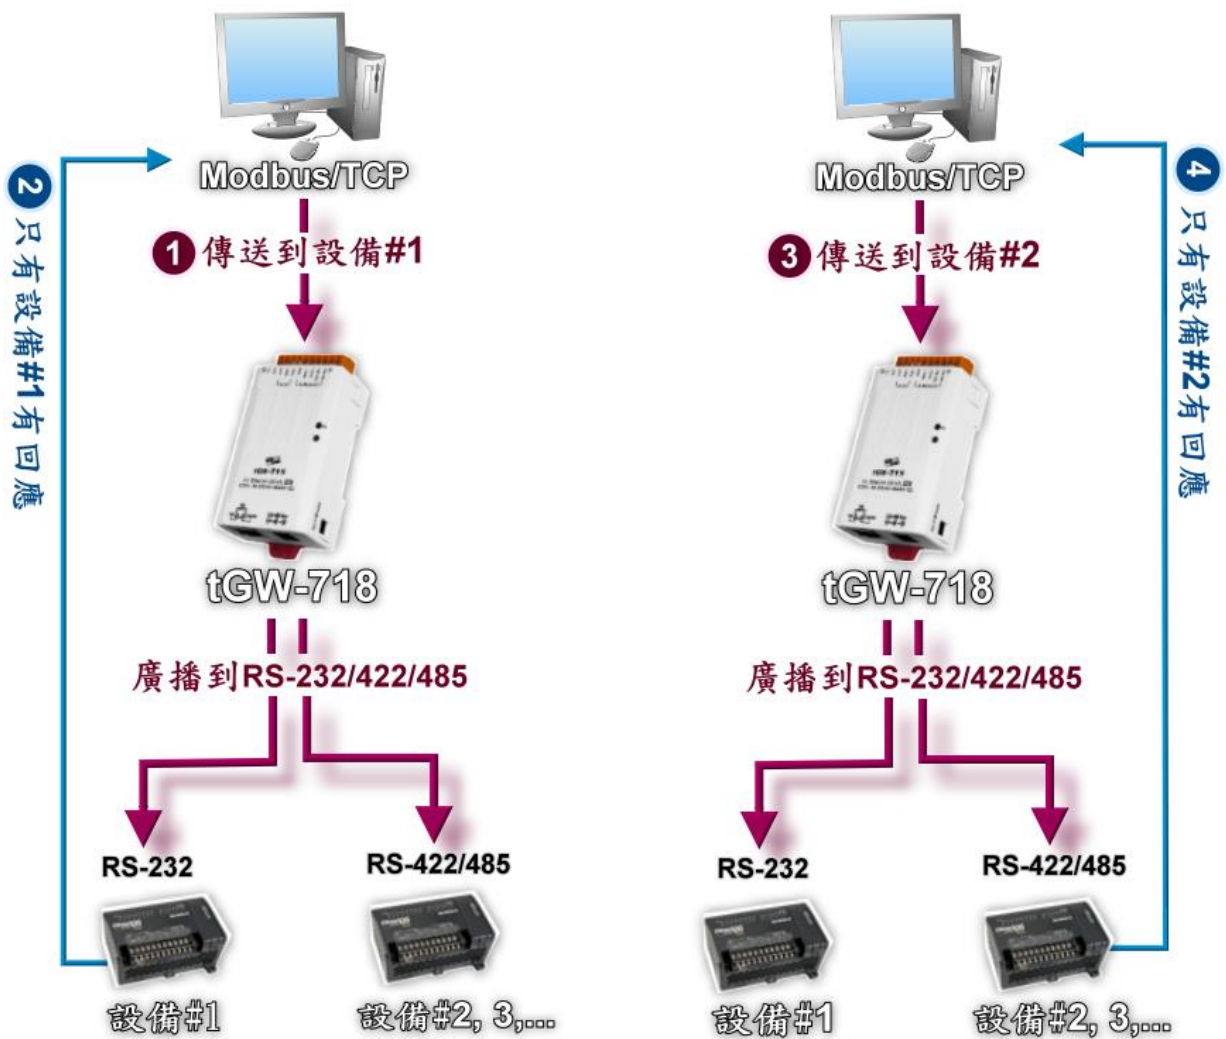 Modbus/TCP
1 傳送到設備#1
2 只有設備#1有回應
tGW-718
廣播到RS-232/422/485
RS-232
RS-422/485
設備#1
設備#2, 3,...
Modbus/TCP
3 傳送到設備#2
4 只有設備#2有回應
tGW-718
廣播到RS-232/422/485
RS-232
RS-422/485
設備#1
設備#2, 3,...